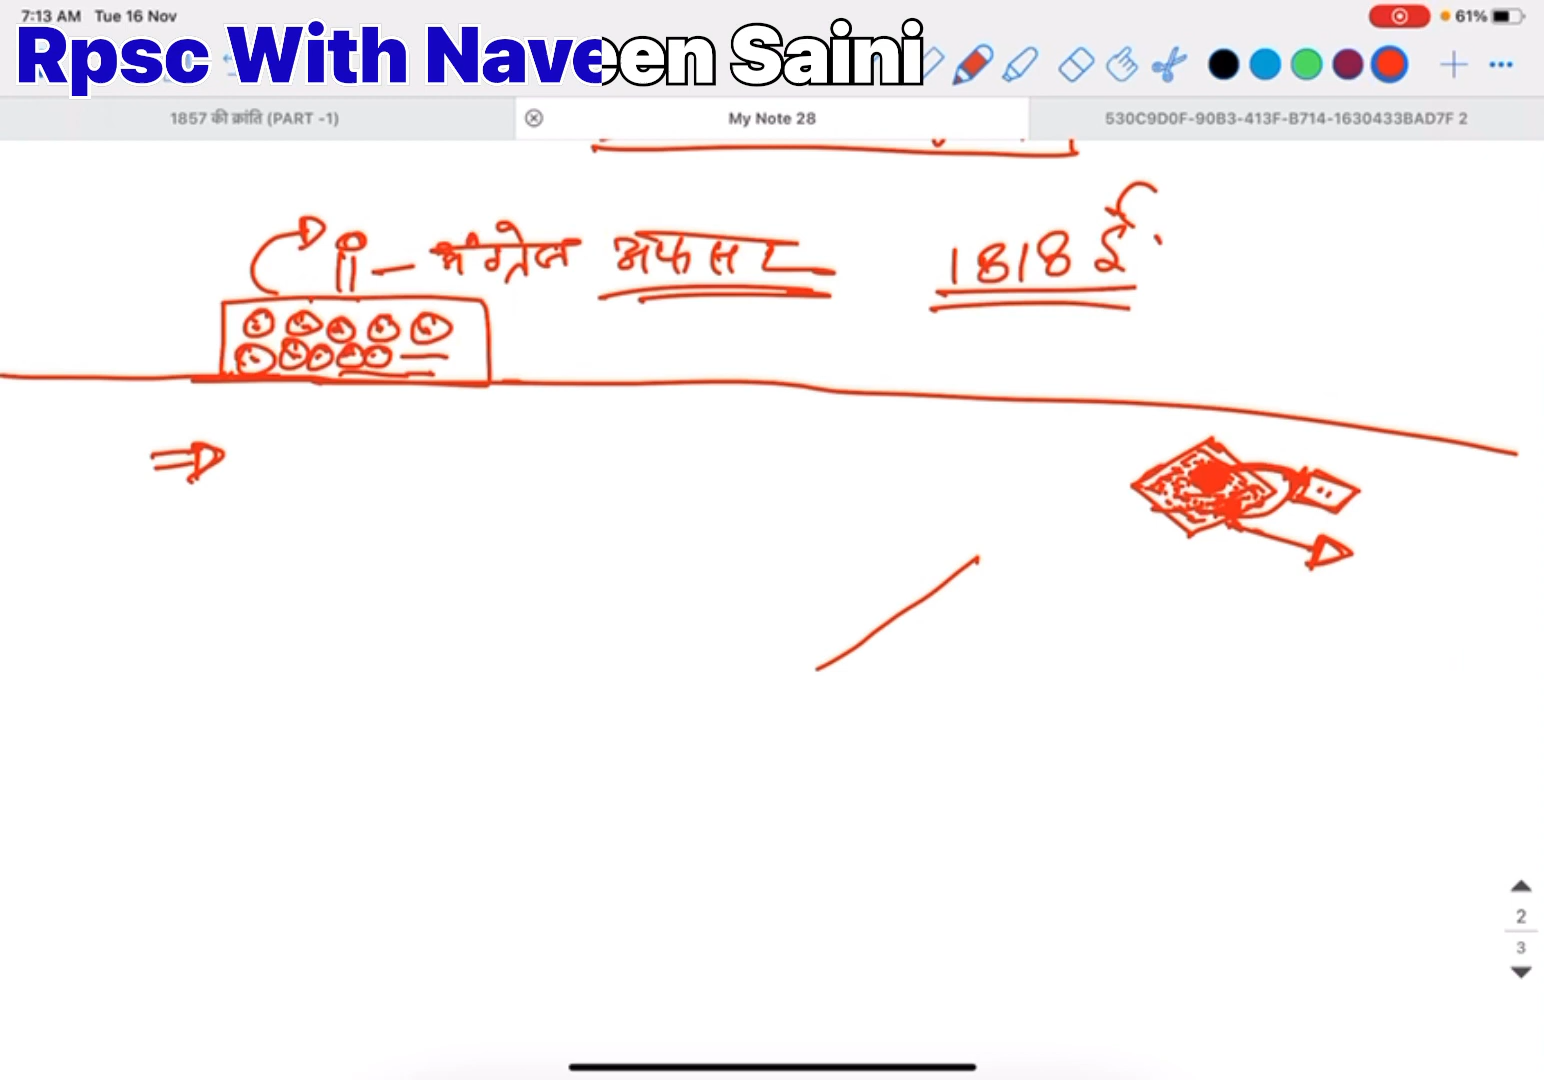 7:13 AM Tue 16 Nov
61%
Rpsc With Naveen Saini
1857 की क्रांति (PART -1)
My Note 28
530C9D0F-90B3-413F-B714-1630433BAD7F 2
अंग्रेज अफसर 1818 ई.
2
3